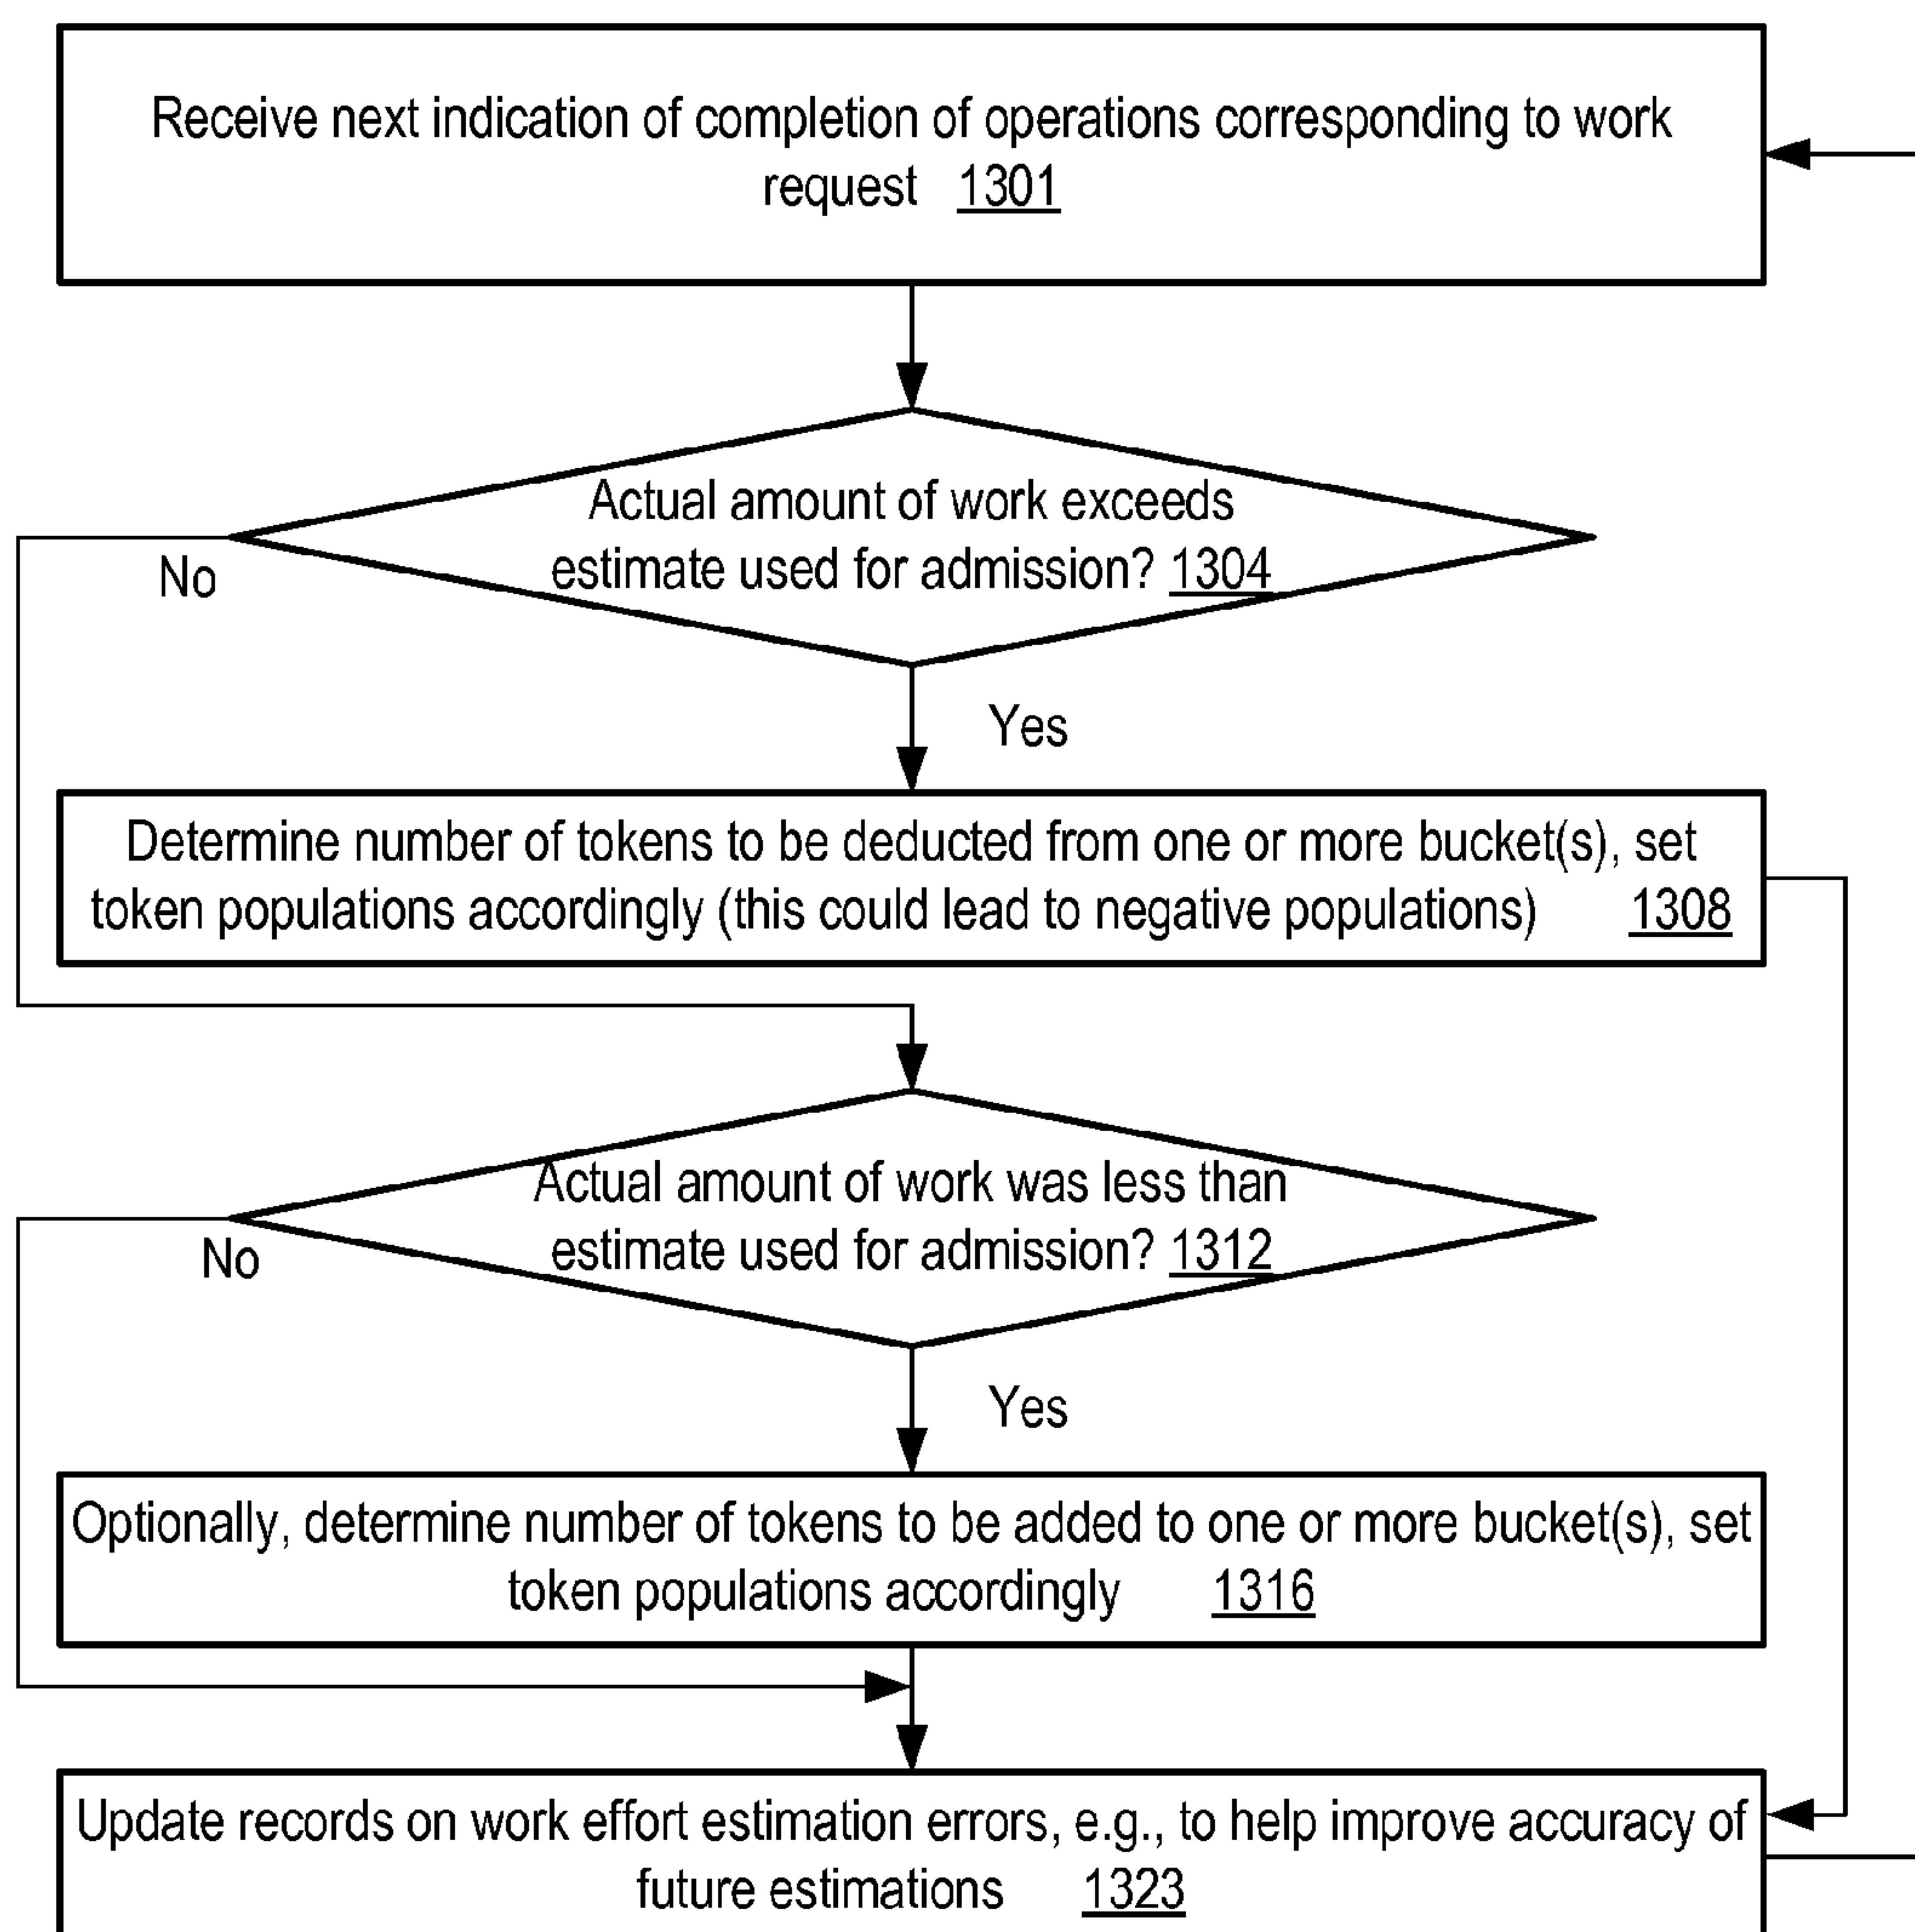 Receive next indication of completion of operations corresponding to work
request 1301
Actual amount of work exceeds
estimate used for admission? 1304
No
Yes
Determine number of tokens to be deducted from one or more bucket(s), set
token populations accordingly (this could lead to negative populations) 1308
Actual amount of work was less than
estimate used for admission? 1312
No
Yes
Optionally, determine number of tokens to be added to one or more bucket(s), set
token populations accordingly 1316
Update records on work effort estimation errors, e.g., to help improve accuracy of
future estimations 1323